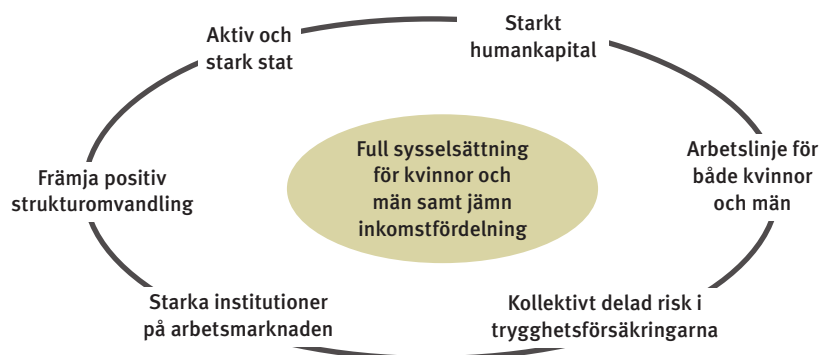 Aktiv och
stark stat
Starkt
humankapital
Främja positiv
strukturomvandling
Full sysselsättning
för kvinnor och
män samt jämn
inkomstfördelning
Arbetslinje för
både kvinnor
och män
Starka institutioner
på arbetsmarknaden
Kollektivt delad risk i
trygghetsförsäkringarna